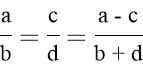 a/b = c/d = (a - c)/(b + d)